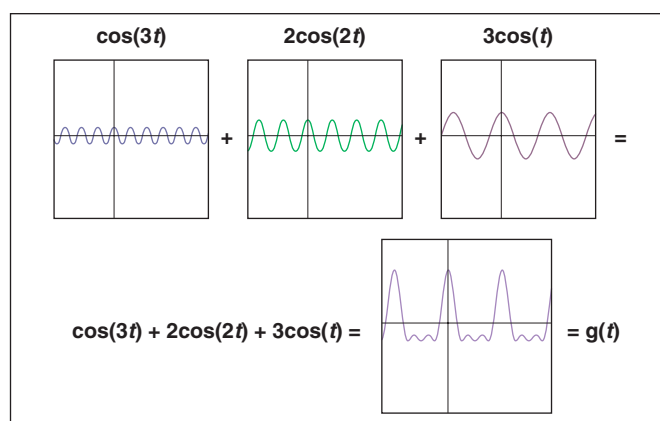 cos(3t) 2cos(2t) 3cos(t)
+ + =
cos(3t) + 2cos(2t) + 3cos(t) = = g(t)